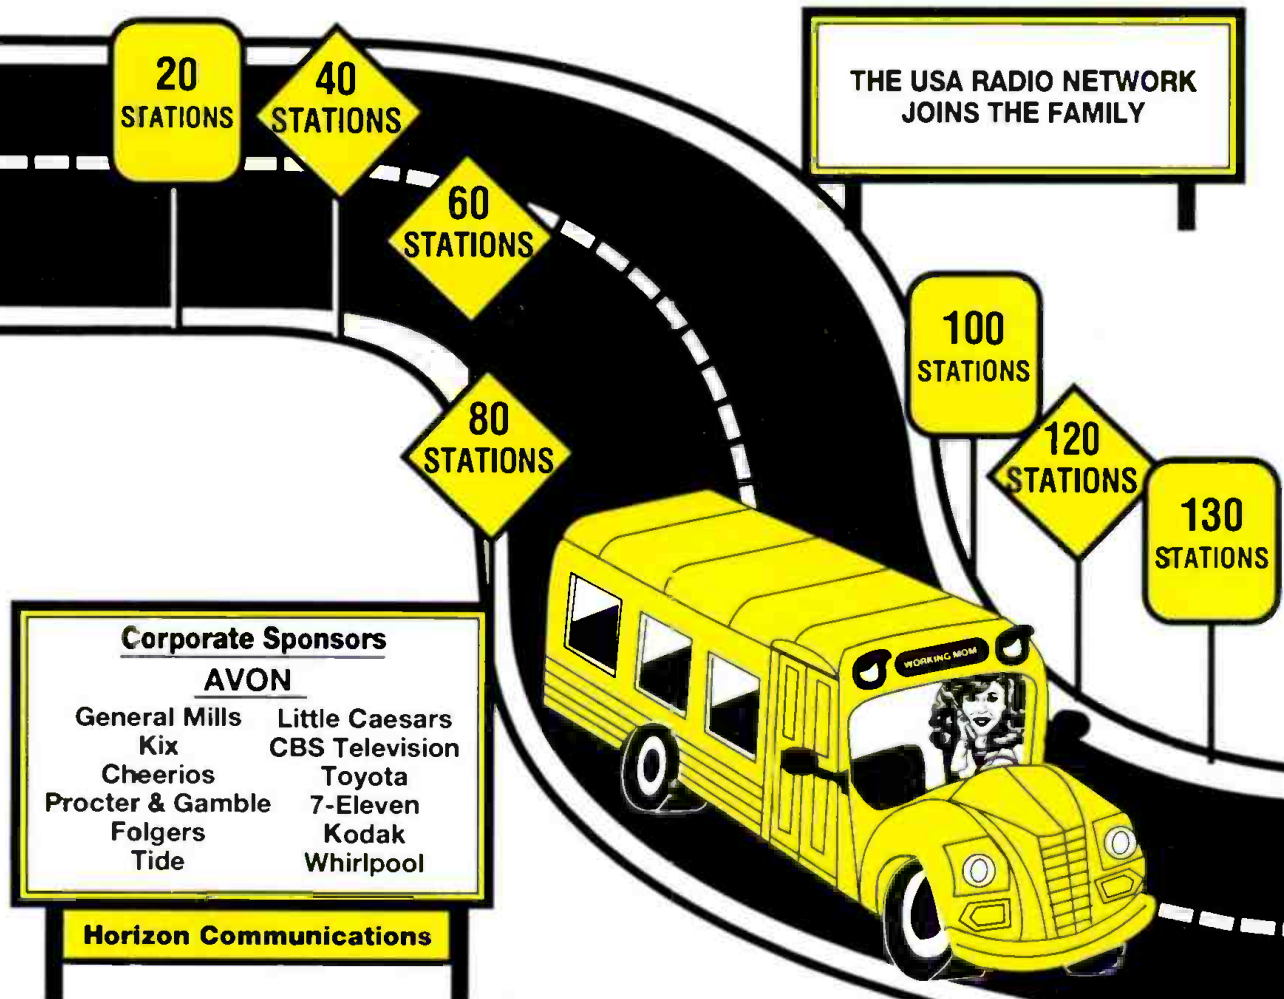 20
STATIONS
40
STATIONS
60
STATIONS
80
STATIONS
THE USA RADIO NETWORK
JOINS THE FAMILY
100
STATIONS
120
STATIONS
130
STATIONS
WORKING MOM
Corporate Sponsors
AVON
General Mills Little Caesars
Kix CBS Television
Cheerios Toyota
Procter & Gamble 7-Eleven
Folgers Kodak
Tide Whirlpool
Horizon Communications